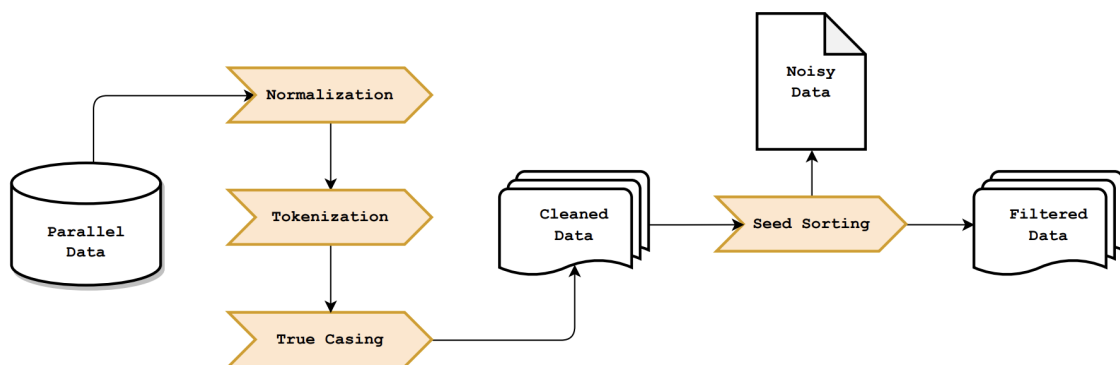 Parallel
Data
Normalization
Tokenization
True Casing
Cleaned
Data
Seed Sorting
Noisy
Data
Filtered
Data